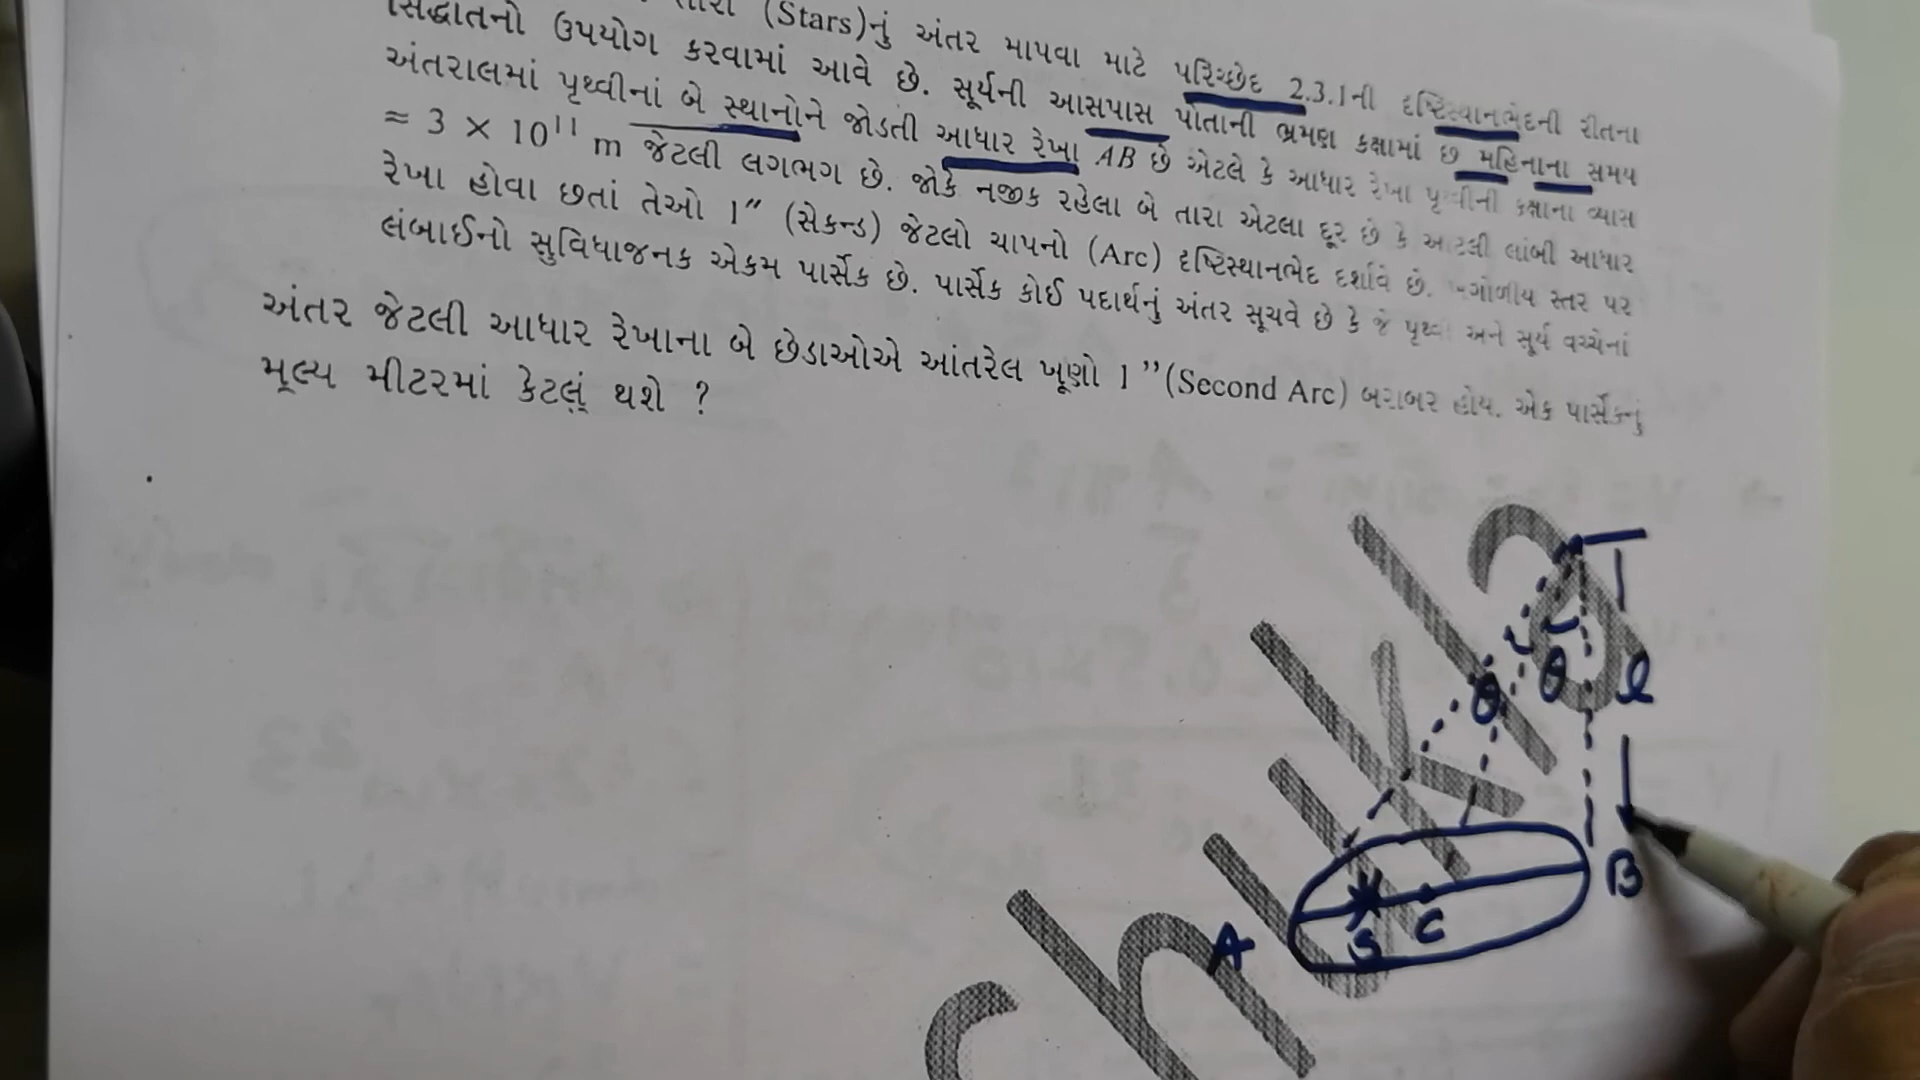 તારા (Stars)નું અંતર માપવા માટે પરિચ્છેદ 2.3.1ની દૃષ્ટિસ્થાનભેદની રીતના
સિદ્ધાંતનો ઉપયોગ કરવામાં આવે છે. સૂર્યની આસપાસ પોતાની ભ્રમણ કક્ષામાં છ મહિનાના સમય
અંતરાલમાં પૃથ્વીનાં બે સ્થાનોને જોડતી આધાર રેખા AB છે એટલે કે આધાર રેખા પૃથ્વીની કક્ષાના વ્યાસ
≈ 3 × 10¹¹ m જેટલી લગભગ છે. જોકે નજીક રહેલા બે તારા એટલા દૂર છે કે આટલી લાંબી આધાર
રેખા હોવા છતાં તેઓ 1″ (સેકન્ડ) જેટલો ચાપનો (Arc) દૃષ્ટિસ્થાનભેદ દર્શાવે છે. ખગોળીય સ્તર પર
લંબાઈનો સુવિધાજનક એકમ પાર્સેક છે. પાર્સેક કોઈ પદાર્થનું અંતર સૂચવે છે કે જે પૃથ્વી અને સૂર્ય વચ્ચેનાં
અંતર જેટલી આધાર રેખાના બે છેડાઓએ આંતરેલ ખૂણો 1 ”(Second Arc) બરાબર હોય. એક પાર્સેકનું
મૂલ્ય મીટરમાં કેટલું થશે ?
θ θ l
A S C B